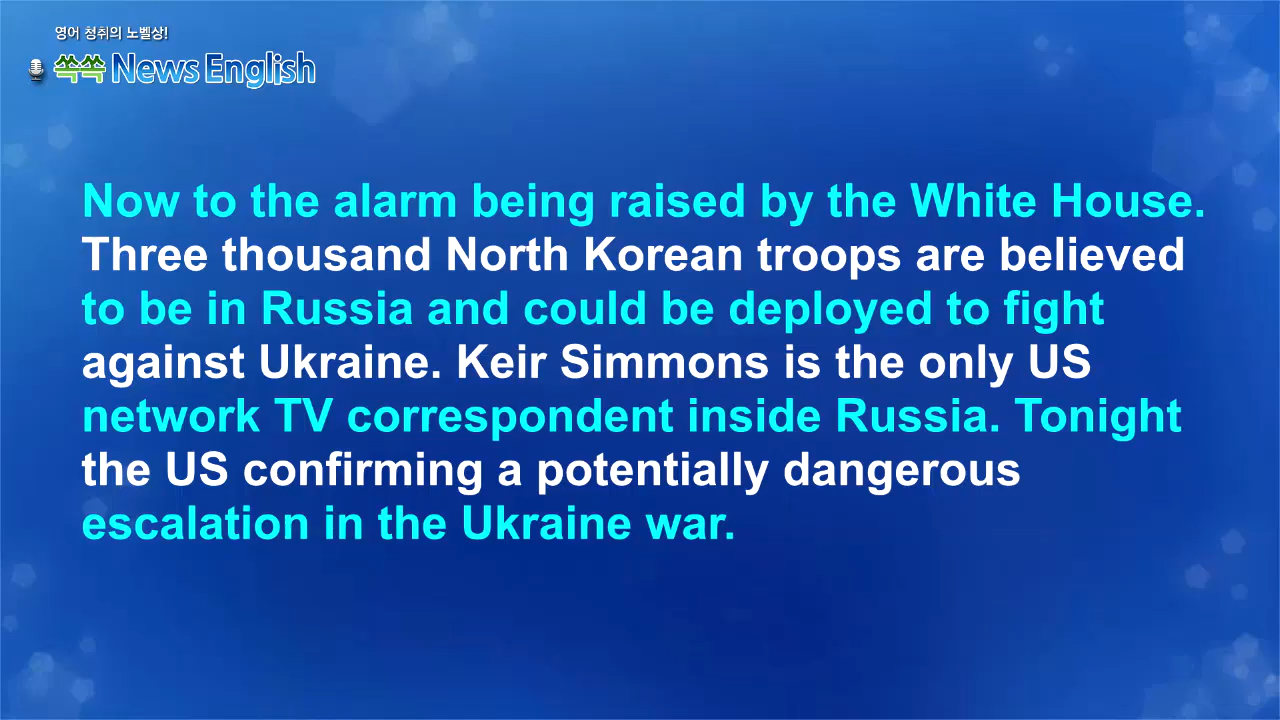 영어 청취의 노벨상!
쏙쏙 News English
Now to the alarm being raised by the White House.
Three thousand North Korean troops are believed
to be in Russia and could be deployed to fight
against Ukraine. Keir Simmons is the only US
network TV correspondent inside Russia. Tonight
the US confirming a potentially dangerous
escalation in the Ukraine war.